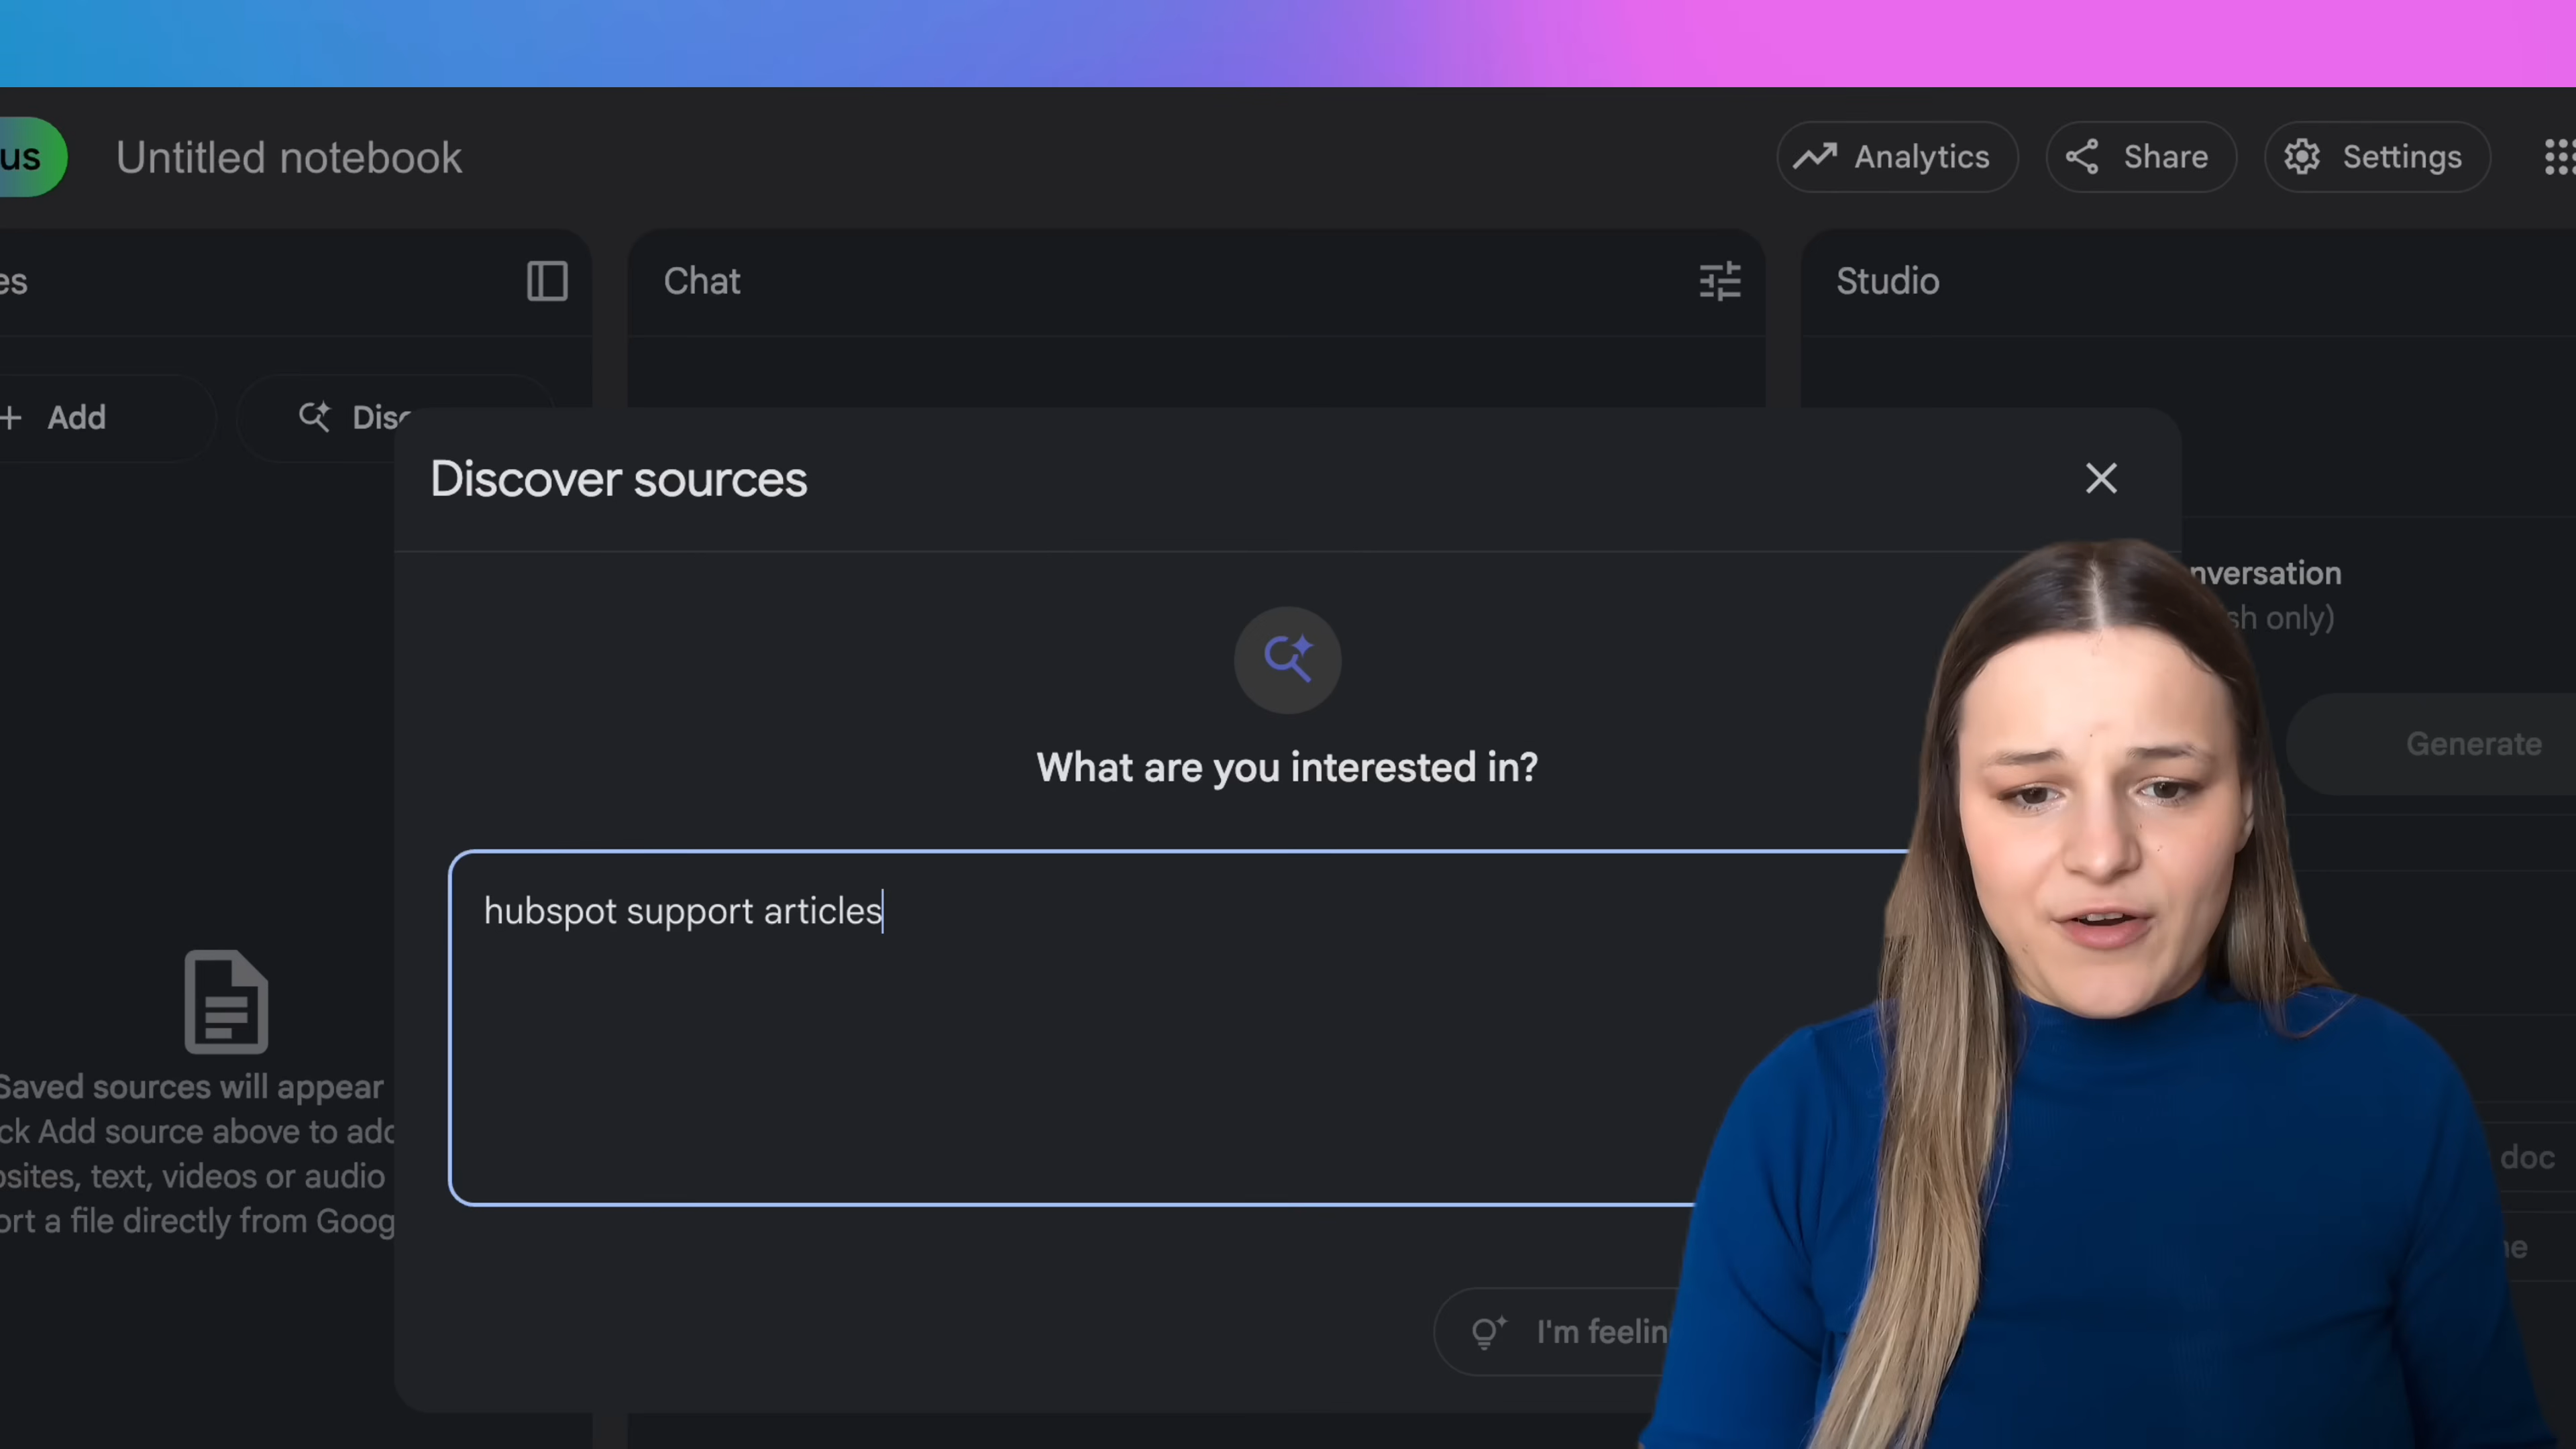 us
Untitled notebook
Analytics
Share
Settings
es
Chat
Studio
Add
Disc
Discover sources
nversation
sh only)
What are you interested in?
Generate
hubspot support articles
Saved sources will appear
ck Add source above to add
sites, text, videos or audio
ort a file directly from Goog
doc
I'm feelin